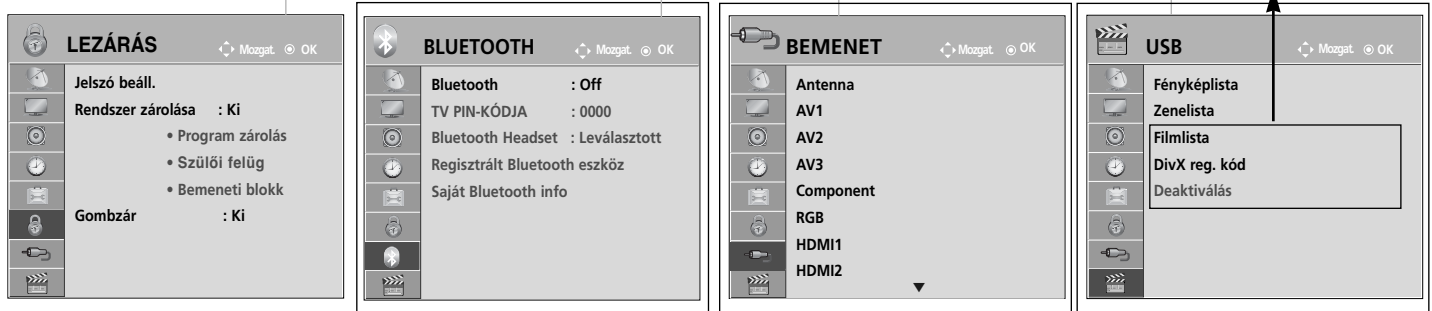 LEZÁRÁS
Mozgat. OK
Jelszó beáll.
Rendszer zárolása : Ki
• Program zárolás
• Szülői felüg
• Bemeneti blokk
Gombzár : Ki
BLUETOOTH
Mozgat. OK
Bluetooth : Off
TV PIN-KÓDJA : 0000
Bluetooth Headset : Leválasztott
Regisztrált Bluetooth eszköz
Saját Bluetooth info
BEMENET
Mozgat. OK
Antenna
AV1
AV2
AV3
Component
RGB
HDMI1
HDMI2
USB
Mozgat. OK
Fényképlista
Zenelista
Filmlista
DivX reg. kód
Deaktiválás